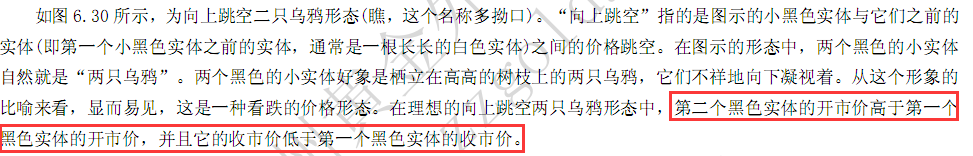 如图 6.30 所示，为向上跳空二只乌鸦形态(瞧，这个名称多拗口)。“向上跳空”指的是图示的小黑色实体与它们之前的
实体(即第一个小黑色实体之前的实体，通常是一根长长的白色实体)之间的价格跳空。在图示的形态中，两个黑色的小实体
自然就是“两只乌鸦”。两个黑色的小实体好象是栖立在高高的树枝上的两只乌鸦，它们不祥地向下凝视着。从这个形象的
比喻来看，显而易见，这是一种看跌的价格形态。在理想的向上跳空两只乌鸦形态中，第二个黑色实体的开市价高于第一个
黑色实体的开市价，并且它的收市价低于第一个黑色实体的收市价。